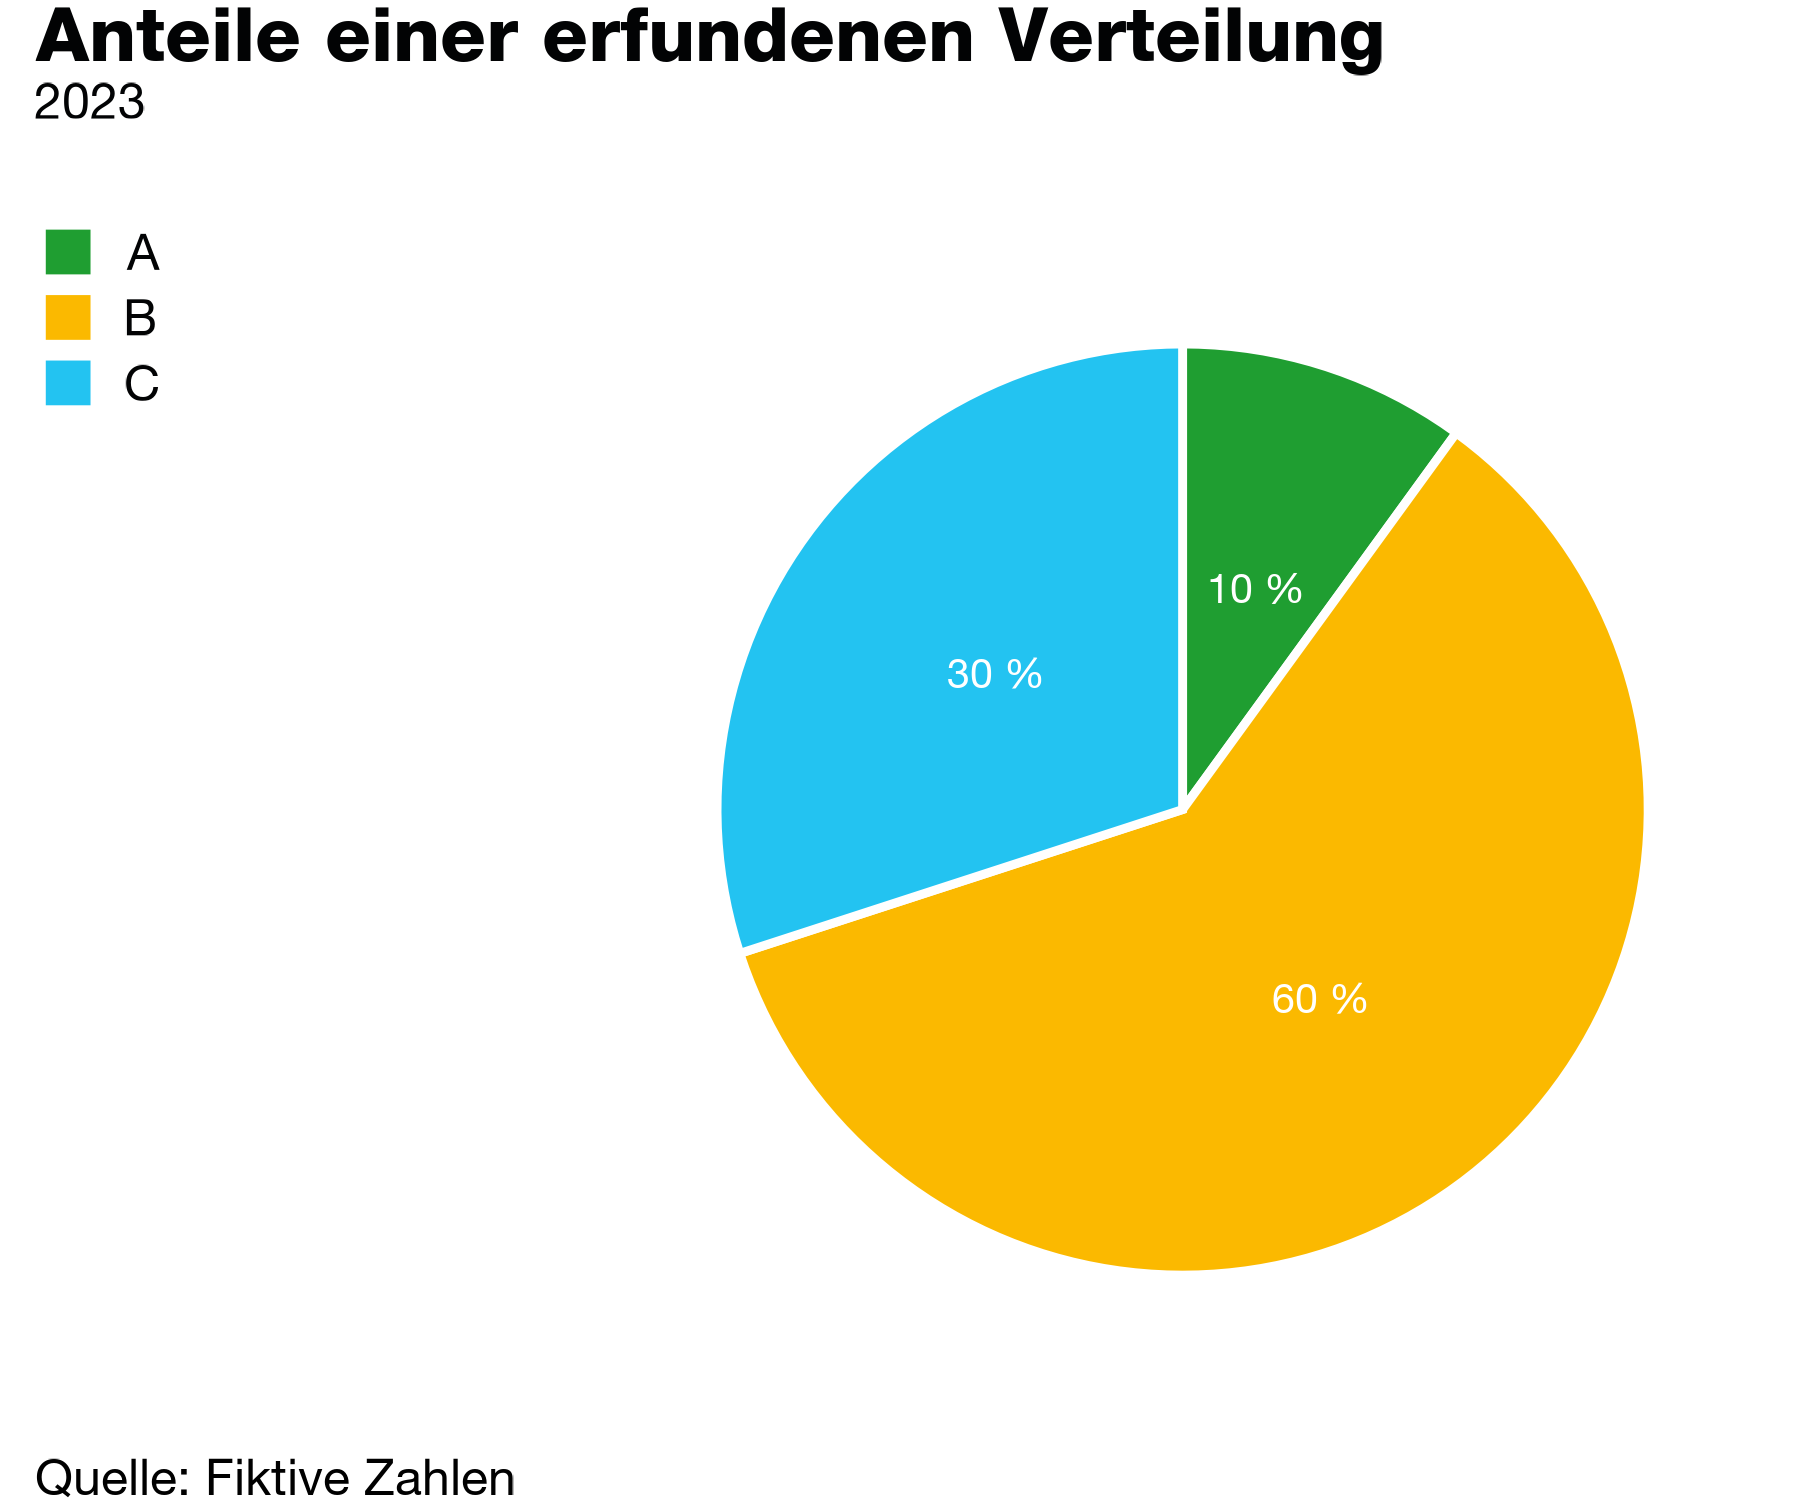 Anteile einer erfundenen Verteilung
2023
A
B
C
10 %
30 %
60 %
Quelle: Fiktive Zahlen